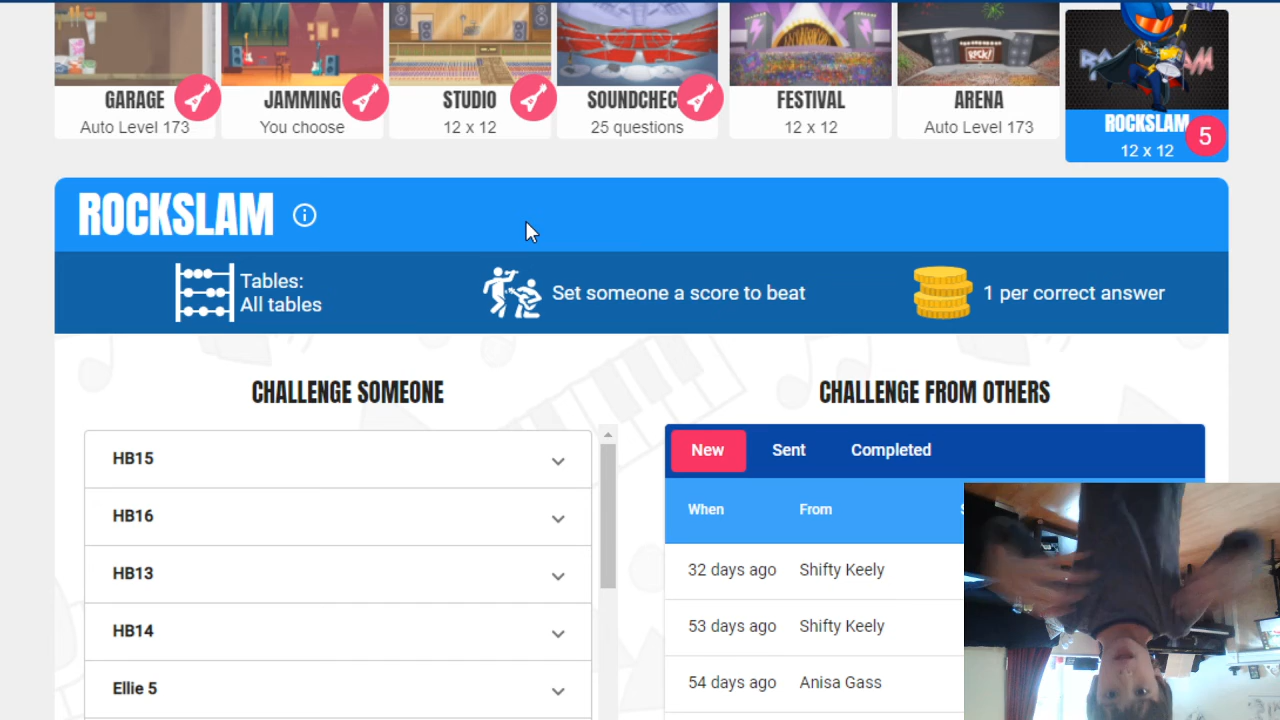 GARAGE
Auto Level 173
JAMMING
You choose
STUDIO
12 x 12
SOUNDCHEC
25 questions
FESTIVAL
12 x 12
ROCK!
ARENA
Auto Level 173
ROCKSLAM
12 x 12
5
ROCKSLAM
Tables:
All tables
Set someone a score to beat
1 per correct answer
CHALLENGE SOMEONE
HB15
HB16
HB13
HB14
Ellie 5
CHALLENGE FROM OTHERS
New Sent Completed
When From
32 days ago Shifty Keely
53 days ago Shifty Keely
54 days ago Anisa Gass